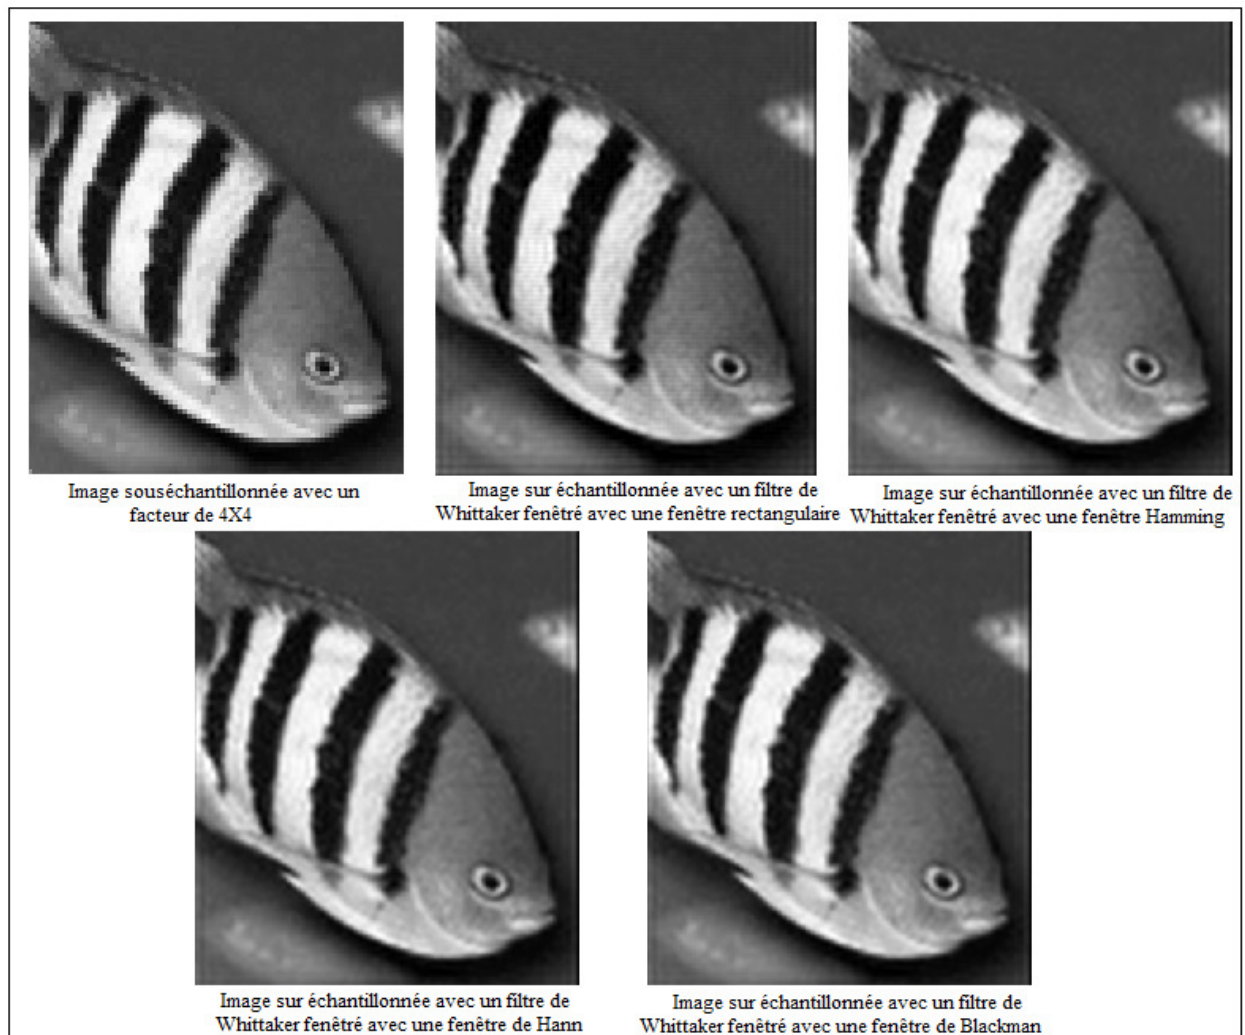 Image souséchantillonnée avec un
facteur de 4X4
Image sur échantillonnée avec un filtre de
Whittaker fenêtré avec une fenêtre rectangulaire
Image sur échantillonnée avec un filtre de
Whittaker fenêtré avec une fenêtre Hamming
Image sur échantillonnée avec un filtre de
Whittaker fenêtré avec une fenêtre de Hann
Image sur échantillonnée avec un filtre de
Whittaker fenêtré avec une fenêtre de Blackman